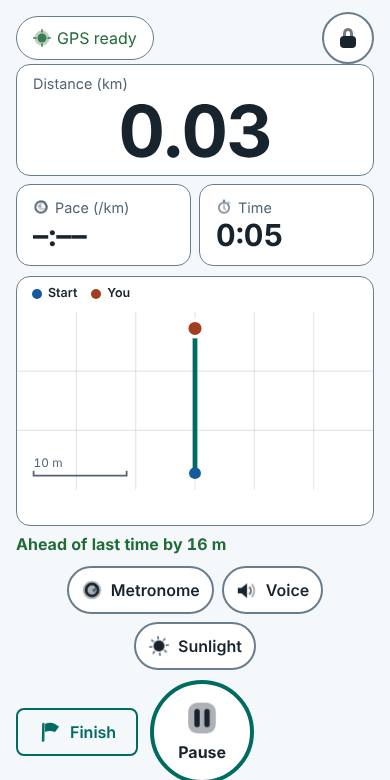 GPS ready
Distance (km)
0.03
Pace (/km)
–:––
Time
0:05
Start
You
10 m
Ahead of last time by 16 m
Metronome
Voice
Sunlight
Finish
Pause